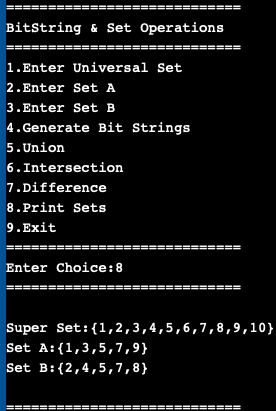 ===========================
BitString & Set Operations
===========================
1.Enter Universal Set
2.Enter Set A
3.Enter Set B
4.Generate Bit Strings
5.Union
6.Intersection
7.Difference
8.Print Sets
9.Exit
===========================
Enter Choice:8
===========================
Super Set:{1,2,3,4,5,6,7,8,9,10}
Set A:{1,3,5,7,9}
Set B:{2,4,5,7,8}
===========================